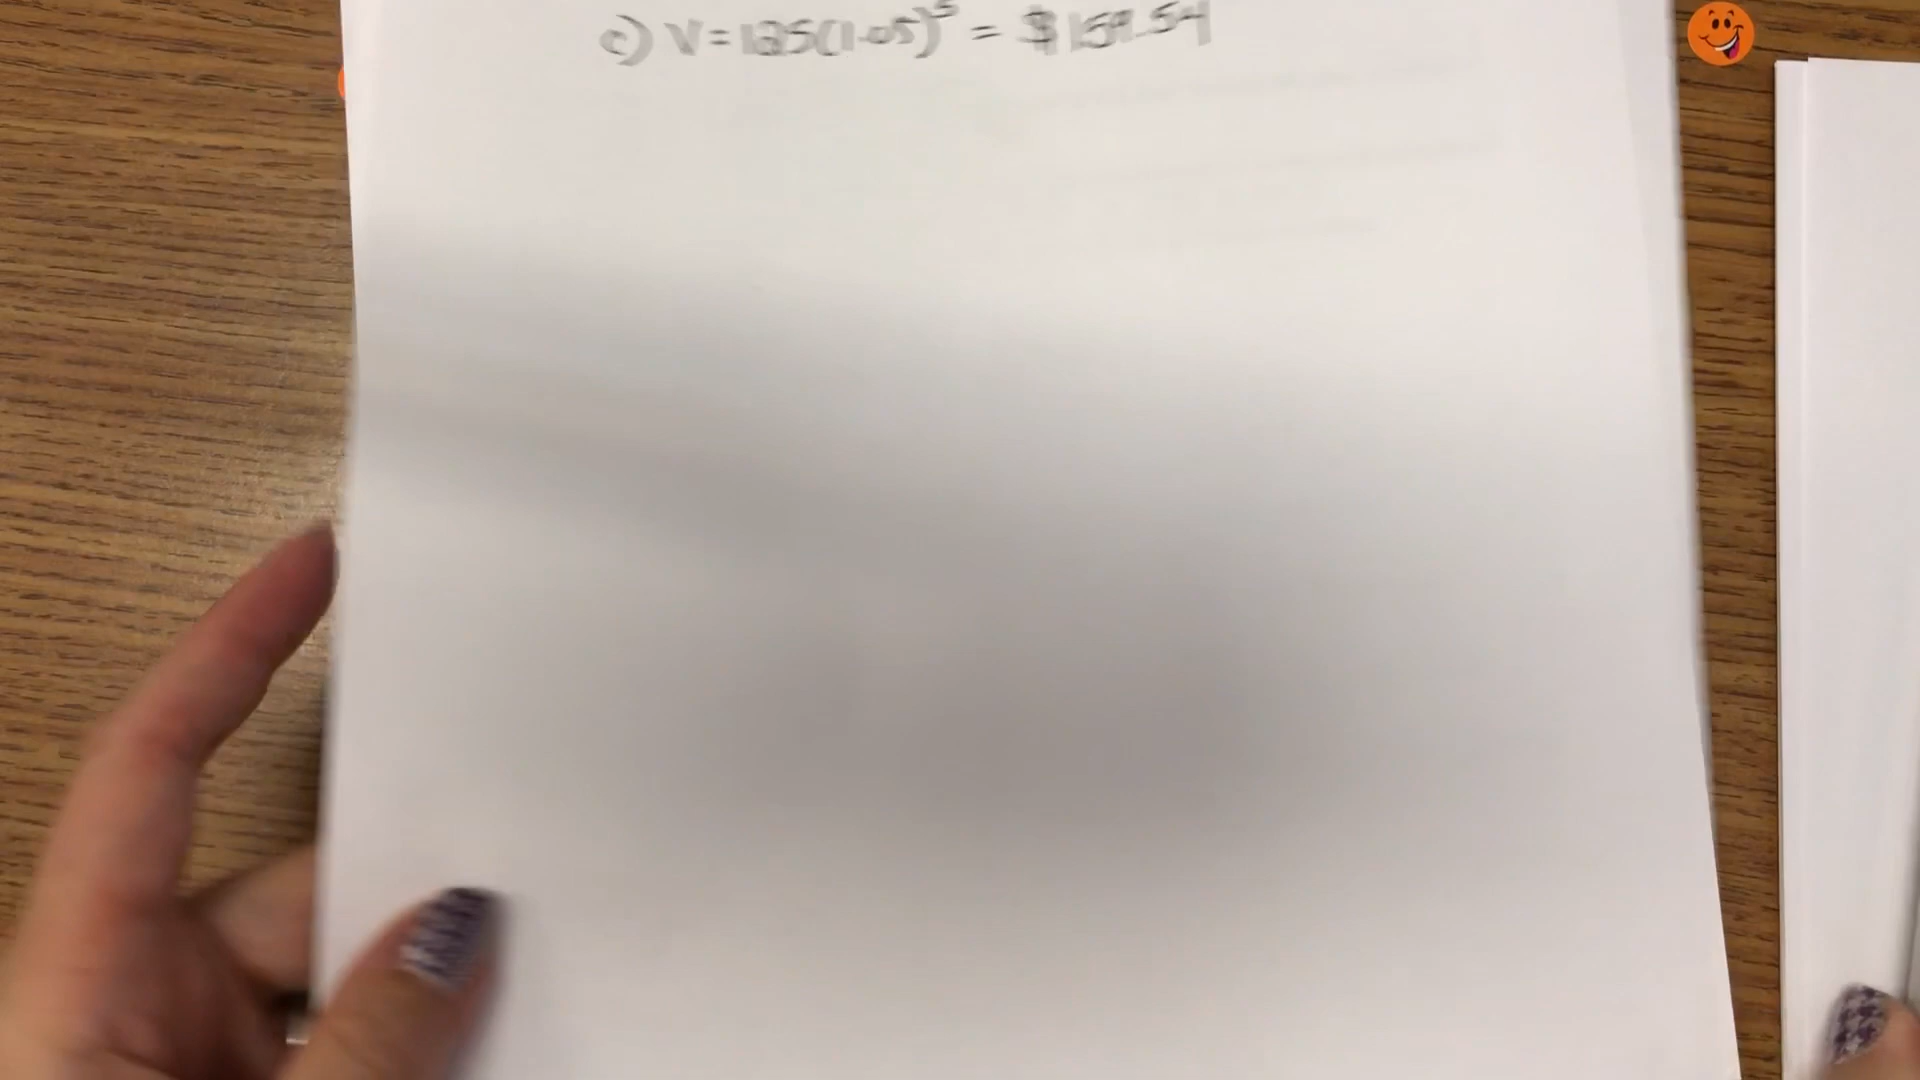 c) V = 125(1.05)⁵ = $159.54